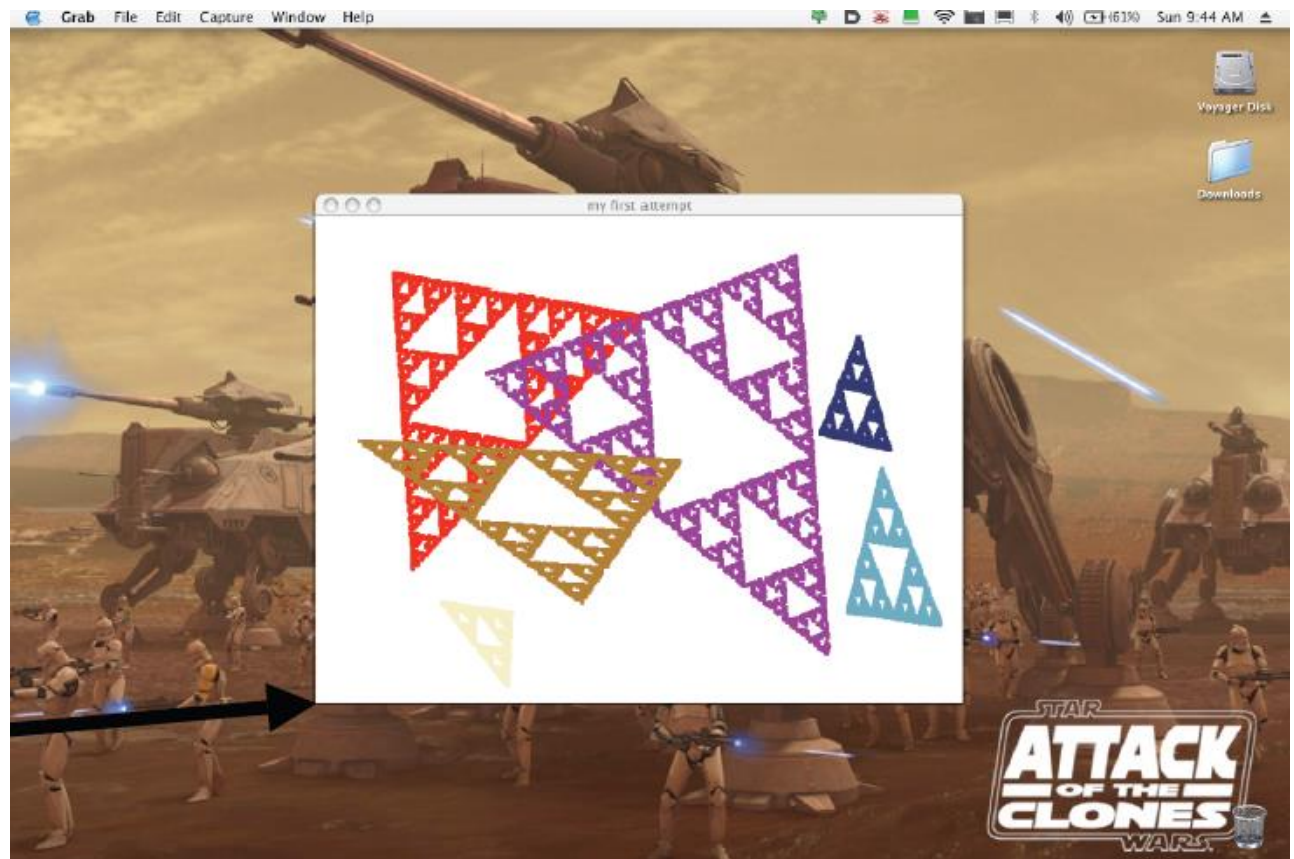 Grab File Edit Capture Window Help
(61%) Sun 9:44 AM
Voyager Disk
Downloads
my first attempt
STAR
ATTACK
OF THE
CLONES
WARS